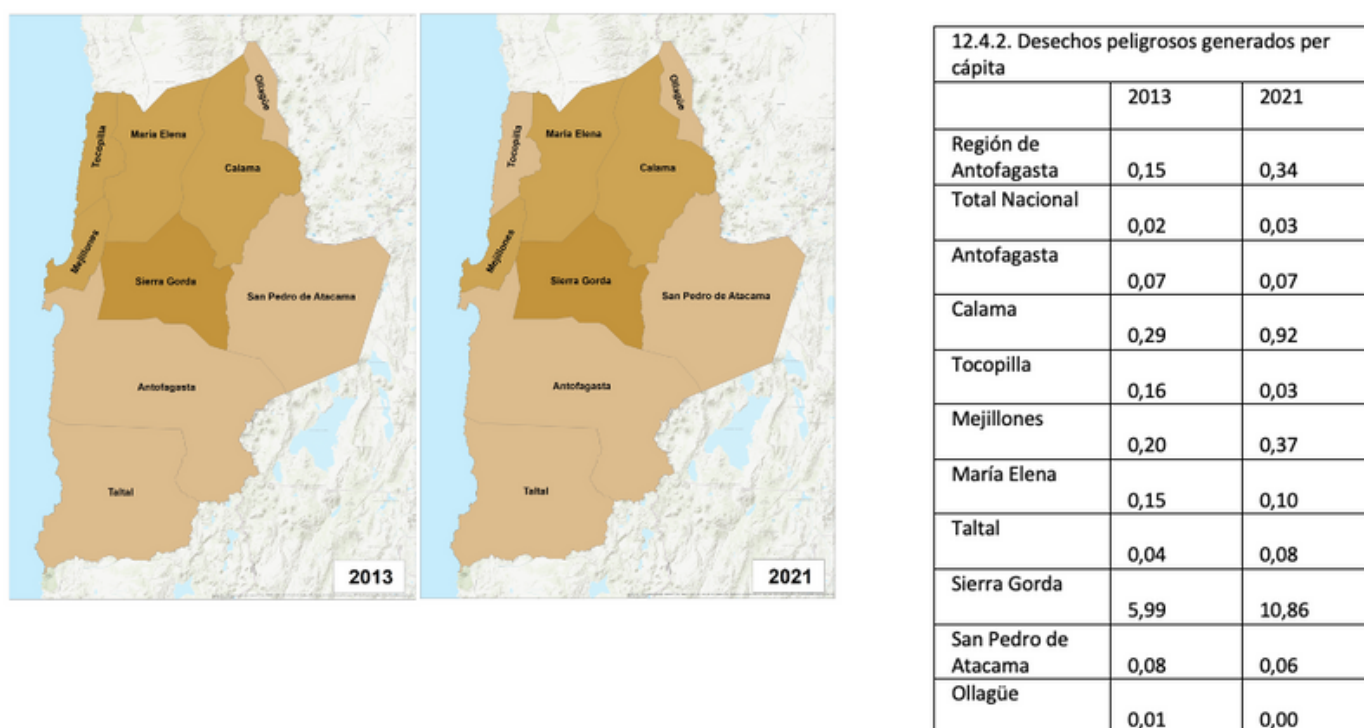 Ollagüe
María Elena
Tocopilla
Calama
Mejillones
Sierra Gorda
San Pedro de Atacama
Antofagasta
Taltal
2013
Ollagüe
María Elena
Tocopilla
Calama
Mejillones
Sierra Gorda
San Pedro de Atacama
Antofagasta
Taltal
2021
12.4.2. Desechos peligrosos generados per
cápita
2013 2021
Región de
Antofagasta 0,15 0,34
Total Nacional
0,02 0,03
Antofagasta
0,07 0,07
Calama
0,29 0,92
Tocopilla
0,16 0,03
Mejillones
0,20 0,37
María Elena
0,15 0,10
Taltal
0,04 0,08
Sierra Gorda
5,99 10,86
San Pedro de
Atacama 0,08 0,06
Ollagüe
0,01 0,00